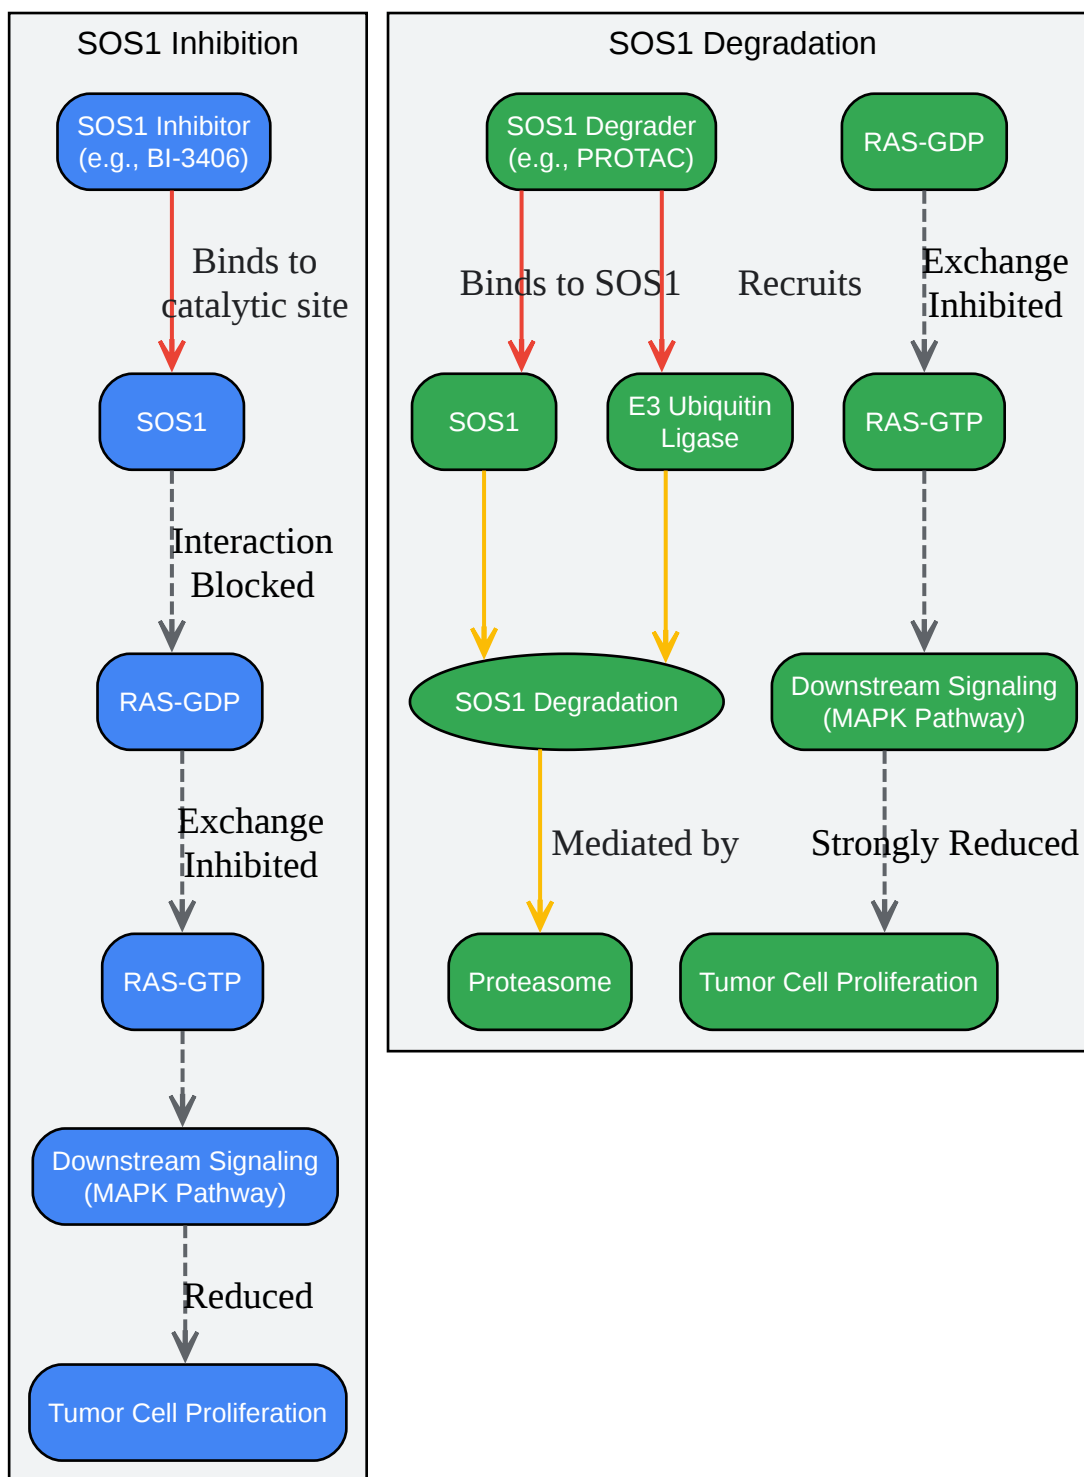 SOS1 Inhibition
SOS1 Inhibitor
(e.g., BI-3406)
Binds to
catalytic site
SOS1
Interaction
Blocked
RAS-GDP
Exchange
Inhibited
RAS-GTP
Downstream Signaling
(MAPK Pathway)
Reduced
Tumor Cell Proliferation
SOS1 Degradation
SOS1 Degrader
(e.g., PROTAC)
Binds to SOS1
Recruits
SOS1
E3 Ubiquitin
Ligase
SOS1 Degradation
Mediated by
Proteasome
RAS-GDP
Exchange
Inhibited
RAS-GTP
Downstream Signaling
(MAPK Pathway)
Strongly Reduced
Tumor Cell Proliferation